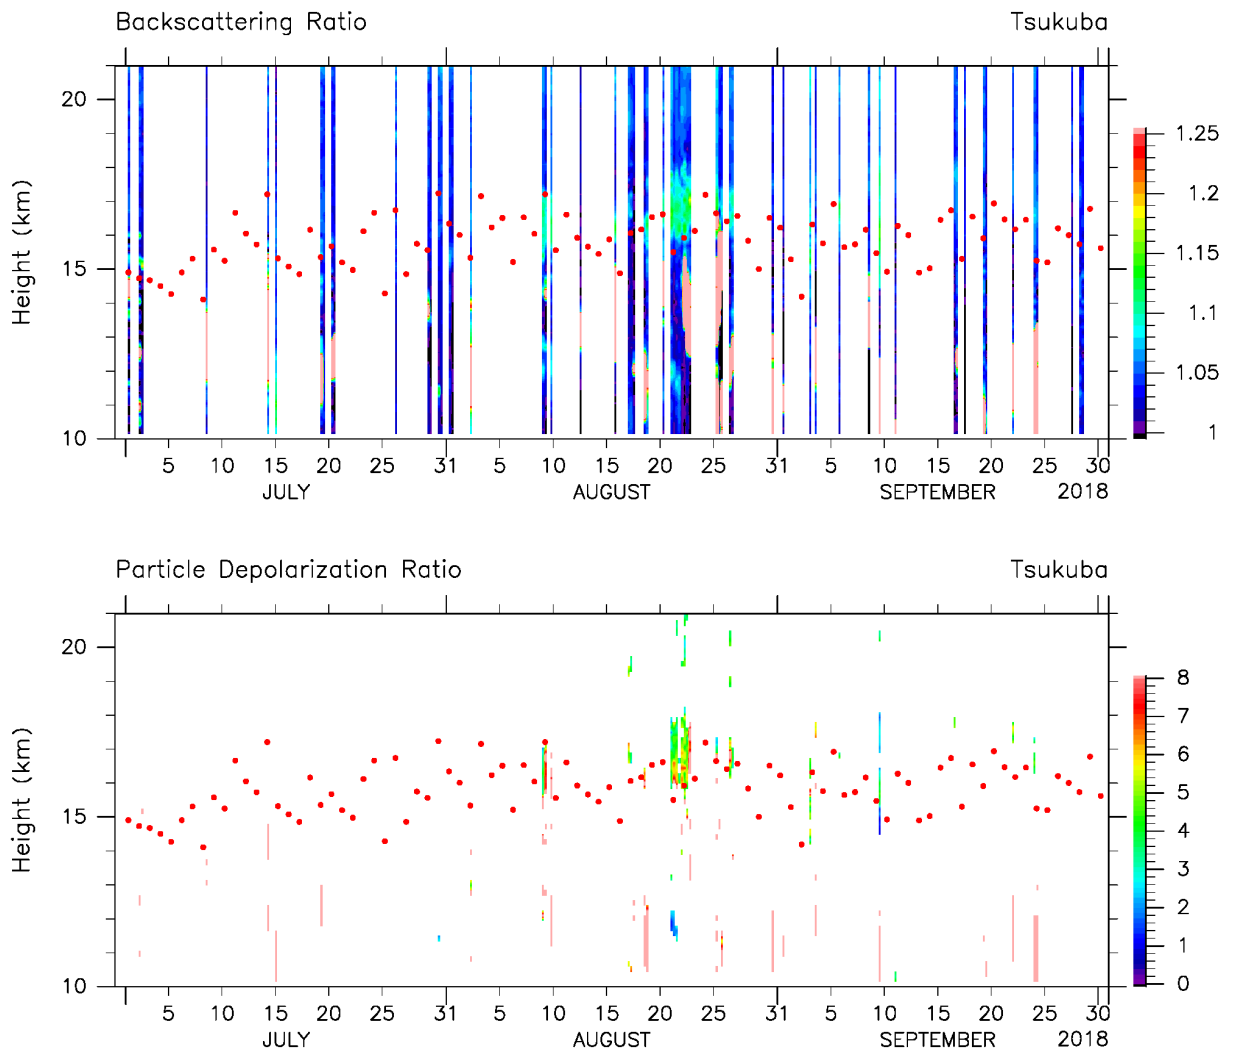 Backscattering Ratio Tsukuba
20
15
10
Height (km)
1.25
1.2
1.15
1.1
1.05
1
5 10 15 20 25 31 5 10 15 20 25 31 5 10 15 20 25 30
JULY AUGUST SEPTEMBER 2018
Particle Depolarization Ratio Tsukuba
20
15
10
Height (km)
8
7
6
5
4
3
2
1
0
5 10 15 20 25 31 5 10 15 20 25 31 5 10 15 20 25 30
JULY AUGUST SEPTEMBER 2018